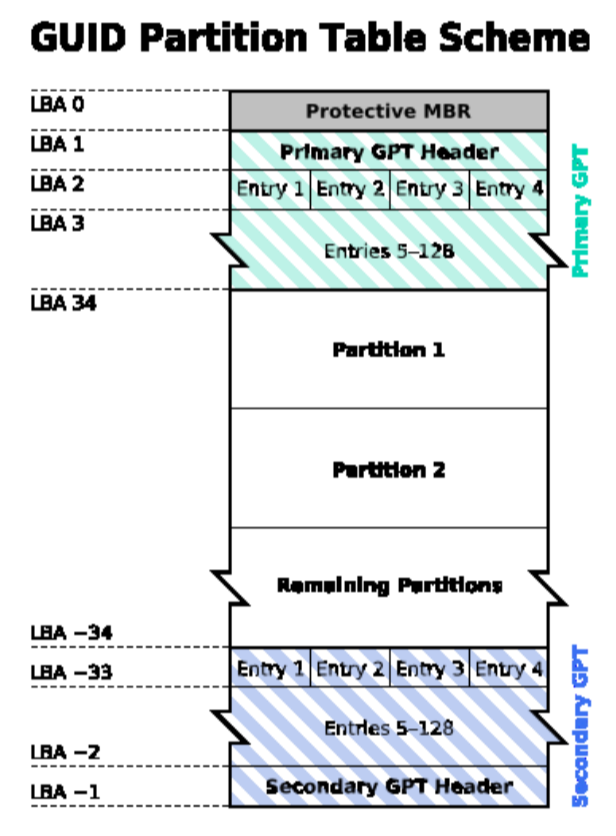 GUID Partition Table Scheme
LBA 0
Protective MBR
LBA 1
Primary GPT Header
LBA 2
Entry 1 Entry 2 Entry 3 Entry 4
LBA 3
Entries 5–128
Primary GPT
LBA 34
Partition 1
Partition 2
Remaining Partitions
LBA −34
LBA −33
Entry 1 Entry 2 Entry 3 Entry 4
Entries 5–128
LBA −2
Secondary GPT Header
LBA −1
Secondary GPT